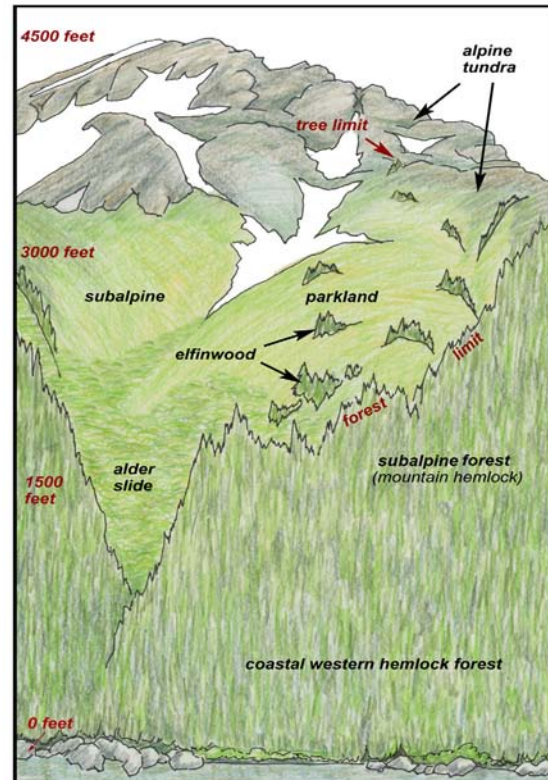 4500 feet
alpine
tundra
tree limit
3000 feet
subalpine
parkland
elfinwood
limit
forest
subalpine forest
(mountain hemlock)
alder
slide
1500
feet
coastal western hemlock forest
0 feet